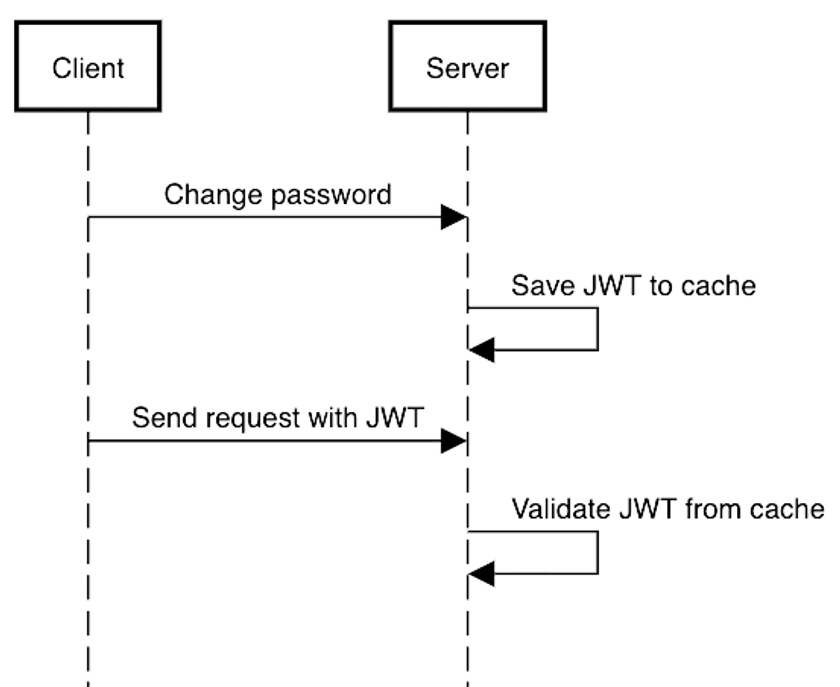 Client
Server
Change password
Save JWT to cache
Send request with JWT
Validate JWT from cache